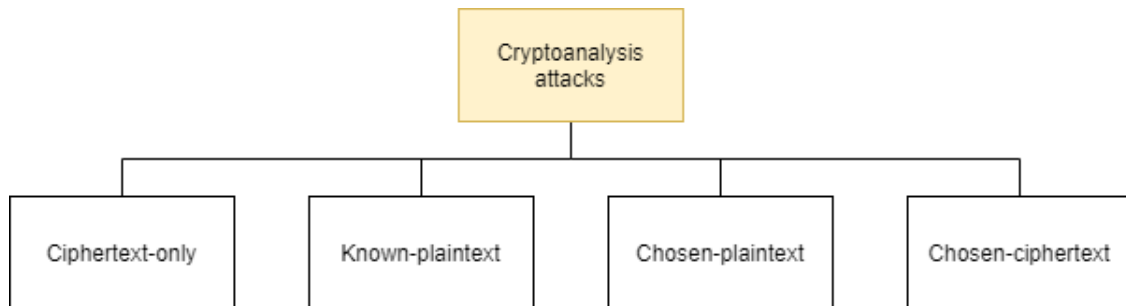 Cryptoanalysis
attacks
Ciphertext-only
Known-plaintext
Chosen-plaintext
Chosen-ciphertext